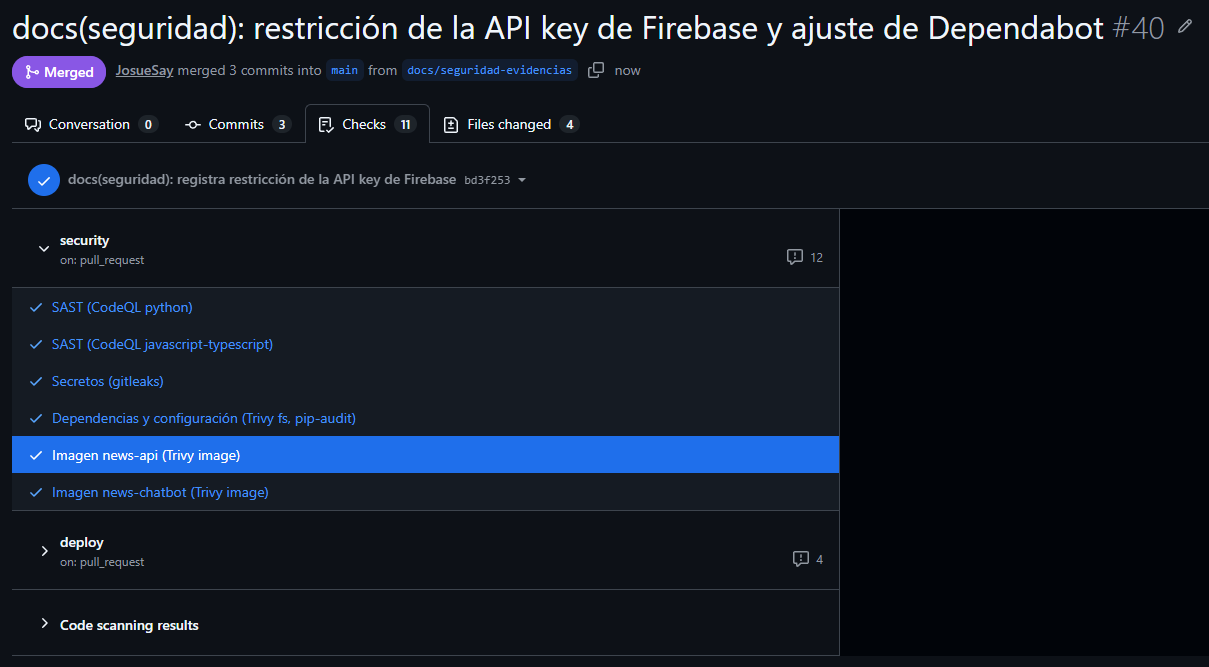 docs(seguridad): restricción de la API key de Firebase y ajuste de Dependabot #40
Merged JosueSay merged 3 commits into main from docs/seguridad-evidencias now
Conversation 0 Commits 3 Checks 11 Files changed 4
docs(seguridad): registra restricción de la API key de Firebase bd3f253
security
on: pull_request
12
SAST (CodeQL python)
SAST (CodeQL javascript-typescript)
Secretos (gitleaks)
Dependencias y configuración (Trivy fs, pip-audit)
Imagen news-api (Trivy image)
Imagen news-chatbot (Trivy image)
deploy
on: pull_request
4
Code scanning results